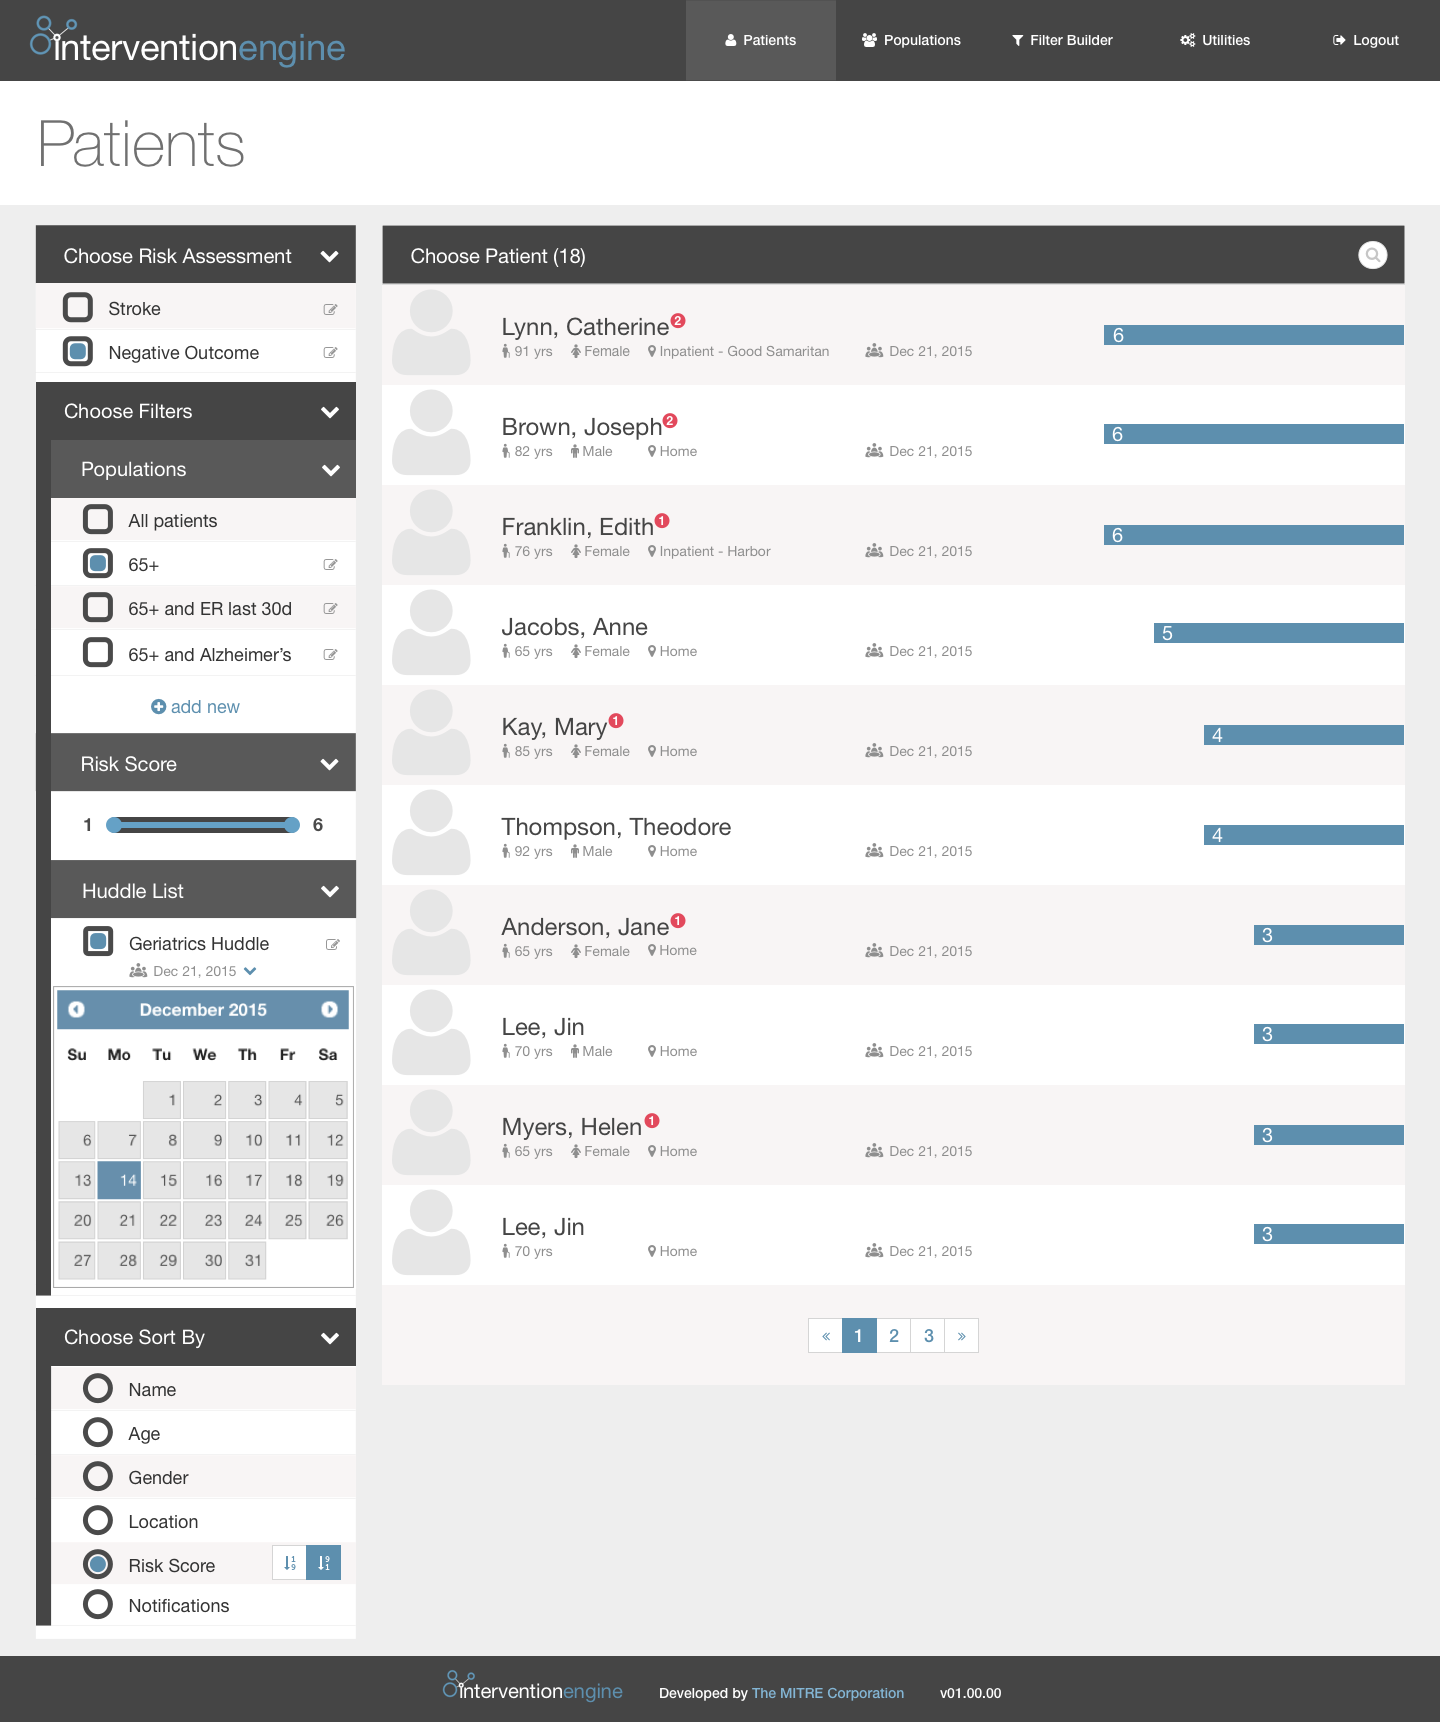 interventionengine
Patients Populations Filter Builder Utilities Logout
Patients
Choose Risk Assessment
Stroke
Negative Outcome
Choose Filters
Populations
All patients
65+
65+ and ER last 30d
65+ and Alzheimer’s
add new
Risk Score
1 6
Huddle List
Geriatrics Huddle
Dec 21, 2015
December 2015
Su Mo Tu We Th Fr Sa
1 2 3 4 5
6 7 8 9 10 11 12
13 14 15 16 17 18 19
20 21 22 23 24 25 26
27 28 29 30 31
Choose Sort By
Name
Age
Gender
Location
Risk Score 1 9 9 1
Notifications
Choose Patient (18)
Lynn, Catherine 2
91 yrs Female Inpatient - Good Samaritan Dec 21, 2015 6
Brown, Joseph 2
82 yrs Male Home Dec 21, 2015 6
Franklin, Edith 1
76 yrs Female Inpatient - Harbor Dec 21, 2015 6
Jacobs, Anne
65 yrs Female Home Dec 21, 2015 5
Kay, Mary 1
85 yrs Female Home Dec 21, 2015 4
Thompson, Theodore
92 yrs Male Home Dec 21, 2015 4
Anderson, Jane 1
65 yrs Female Home Dec 21, 2015 3
Lee, Jin
70 yrs Male Home Dec 21, 2015 3
Myers, Helen 1
65 yrs Female Home Dec 21, 2015 3
Lee, Jin
70 yrs Home Dec 21, 2015 3
« 1 2 3 »
interventionengine Developed by The MITRE Corporation v01.00.00